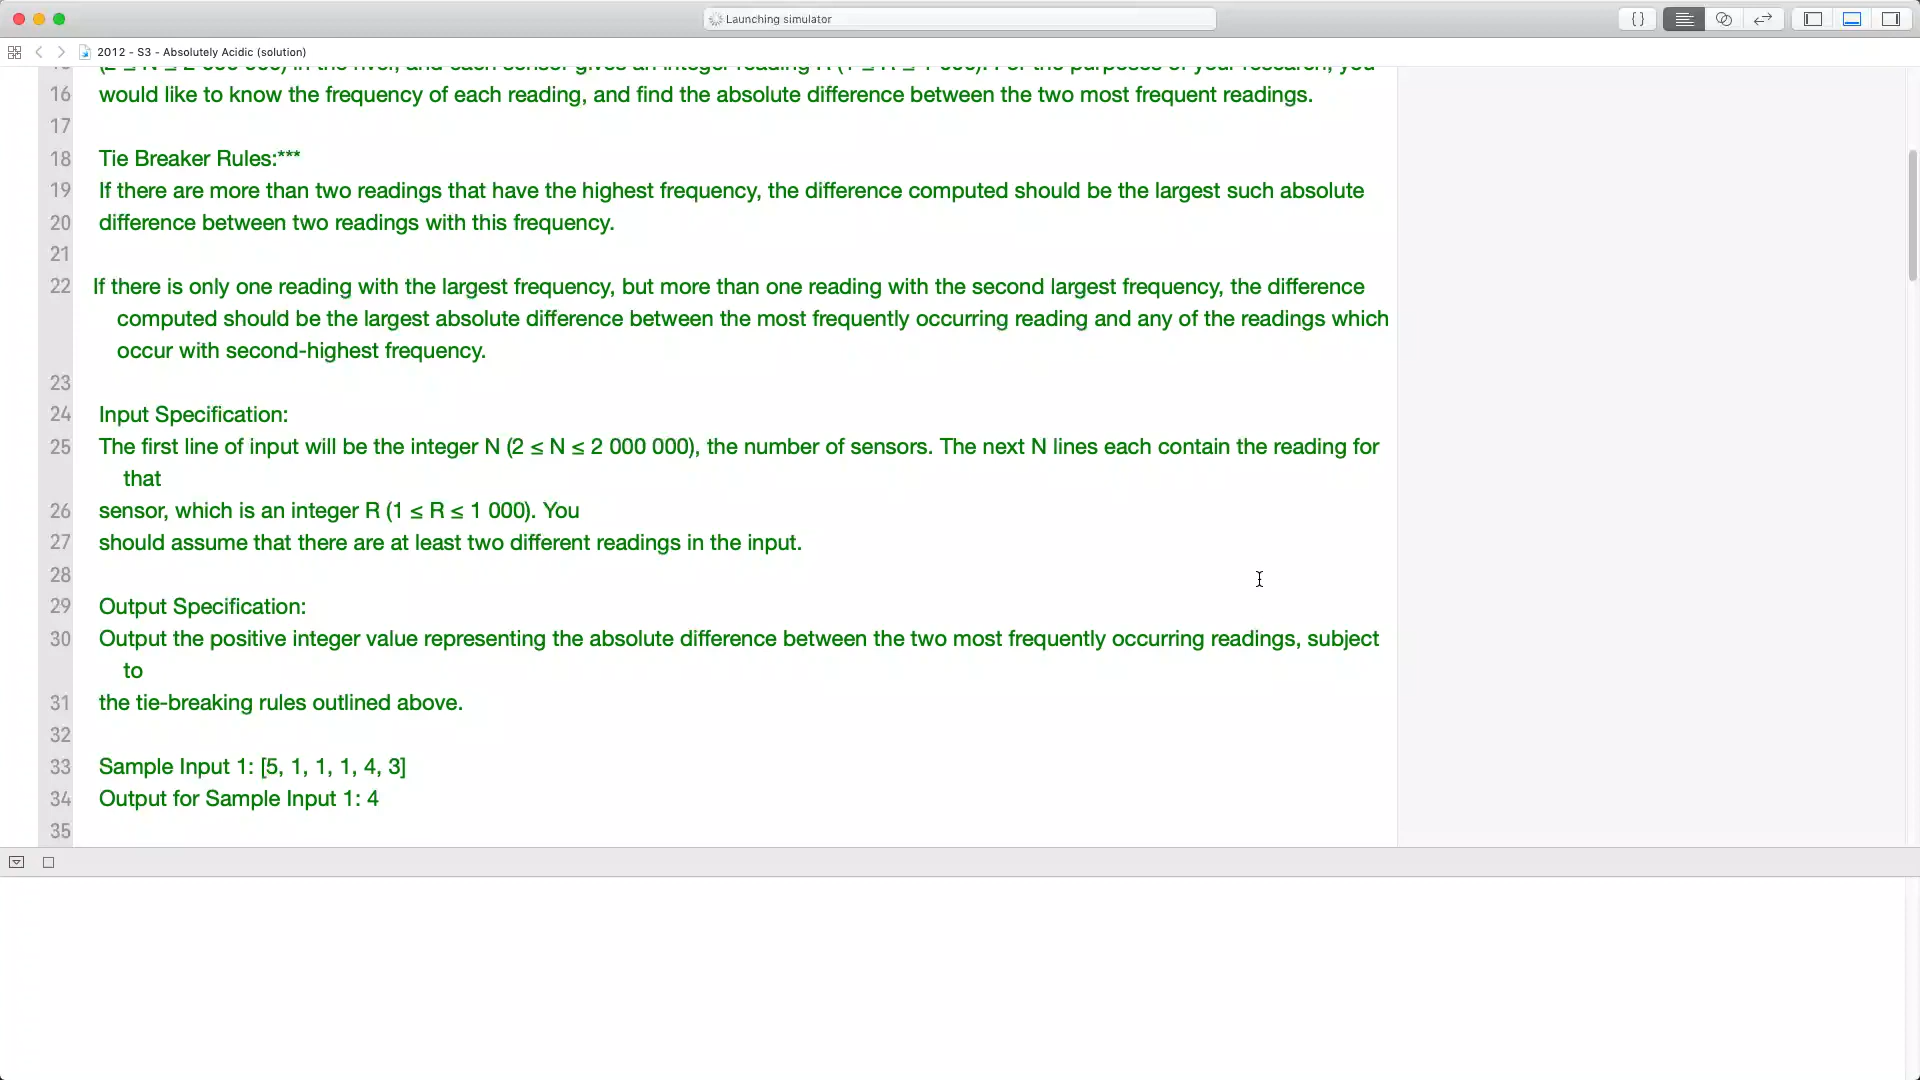 Launching simulator
{ }
2012 - S3 - Absolutely Acidic (solution)
16 would like to know the frequency of each reading, and find the absolute difference between the two most frequent readings.
17
18 Tie Breaker Rules:***
19 If there are more than two readings that have the highest frequency, the difference computed should be the largest such absolute
20 difference between two readings with this frequency.
21
22 If there is only one reading with the largest frequency, but more than one reading with the second largest frequency, the difference
computed should be the largest absolute difference between the most frequently occurring reading and any of the readings which
occur with second-highest frequency.
23
24 Input Specification:
25 The first line of input will be the integer N (2 ≤ N ≤ 2 000 000), the number of sensors. The next N lines each contain the reading for
that
26 sensor, which is an integer R (1 ≤ R ≤ 1 000). You
27 should assume that there are at least two different readings in the input.
28
29 Output Specification:
30 Output the positive integer value representing the absolute difference between the two most frequently occurring readings, subject
to
31 the tie-breaking rules outlined above.
32
33 Sample Input 1: [5, 1, 1, 1, 4, 3]
34 Output for Sample Input 1: 4
35